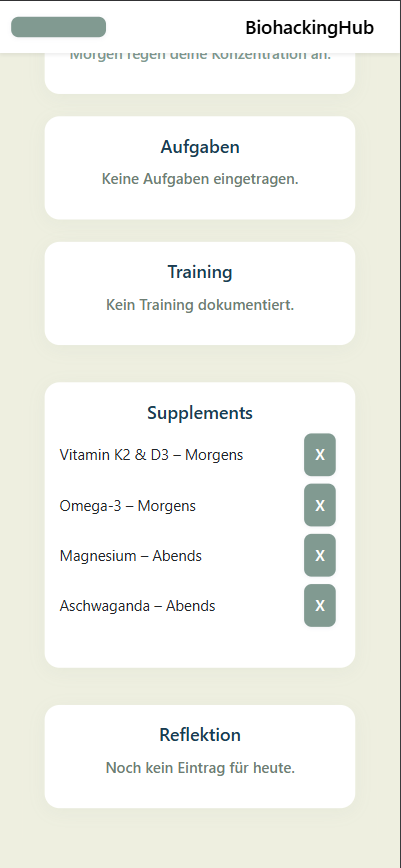 BiohackingHub
Morgen regen deine Konzentration an.
Aufgaben
Keine Aufgaben eingetragen.
Training
Kein Training dokumentiert.
Supplements
Vitamin K2 & D3 – Morgens X
Omega-3 – Morgens X
Magnesium – Abends X
Aschwaganda – Abends X
Reflektion
Noch kein Eintrag für heute.